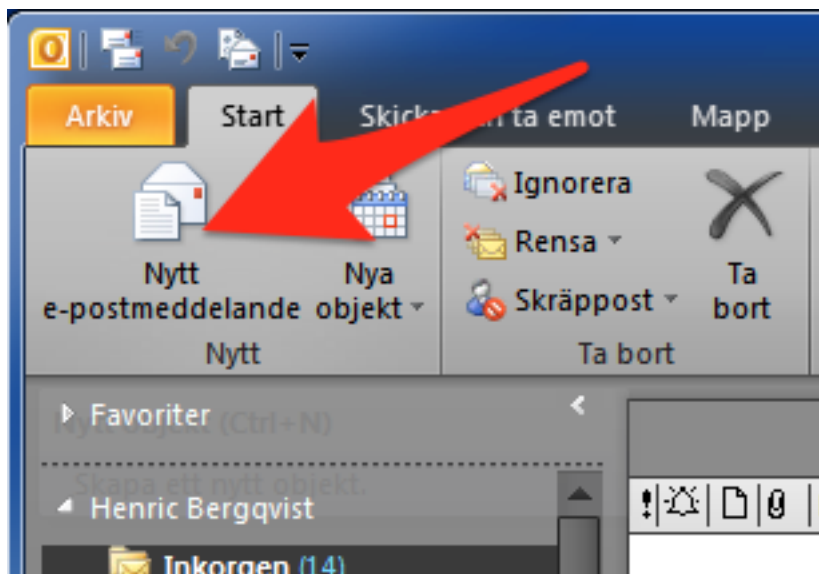 Arkiv Start Skicka ta emot Mapp
Nytt
e-postmeddelande
Nya
objekt
Ignorera
Rensa
Skräppost
Ta
bort
Nytt
Ta bort
Favoriter
Nytt objekt (Ctrl+N)
Skapa ett nytt objekt.
Henric Bergqvist
Inkorgen (14)